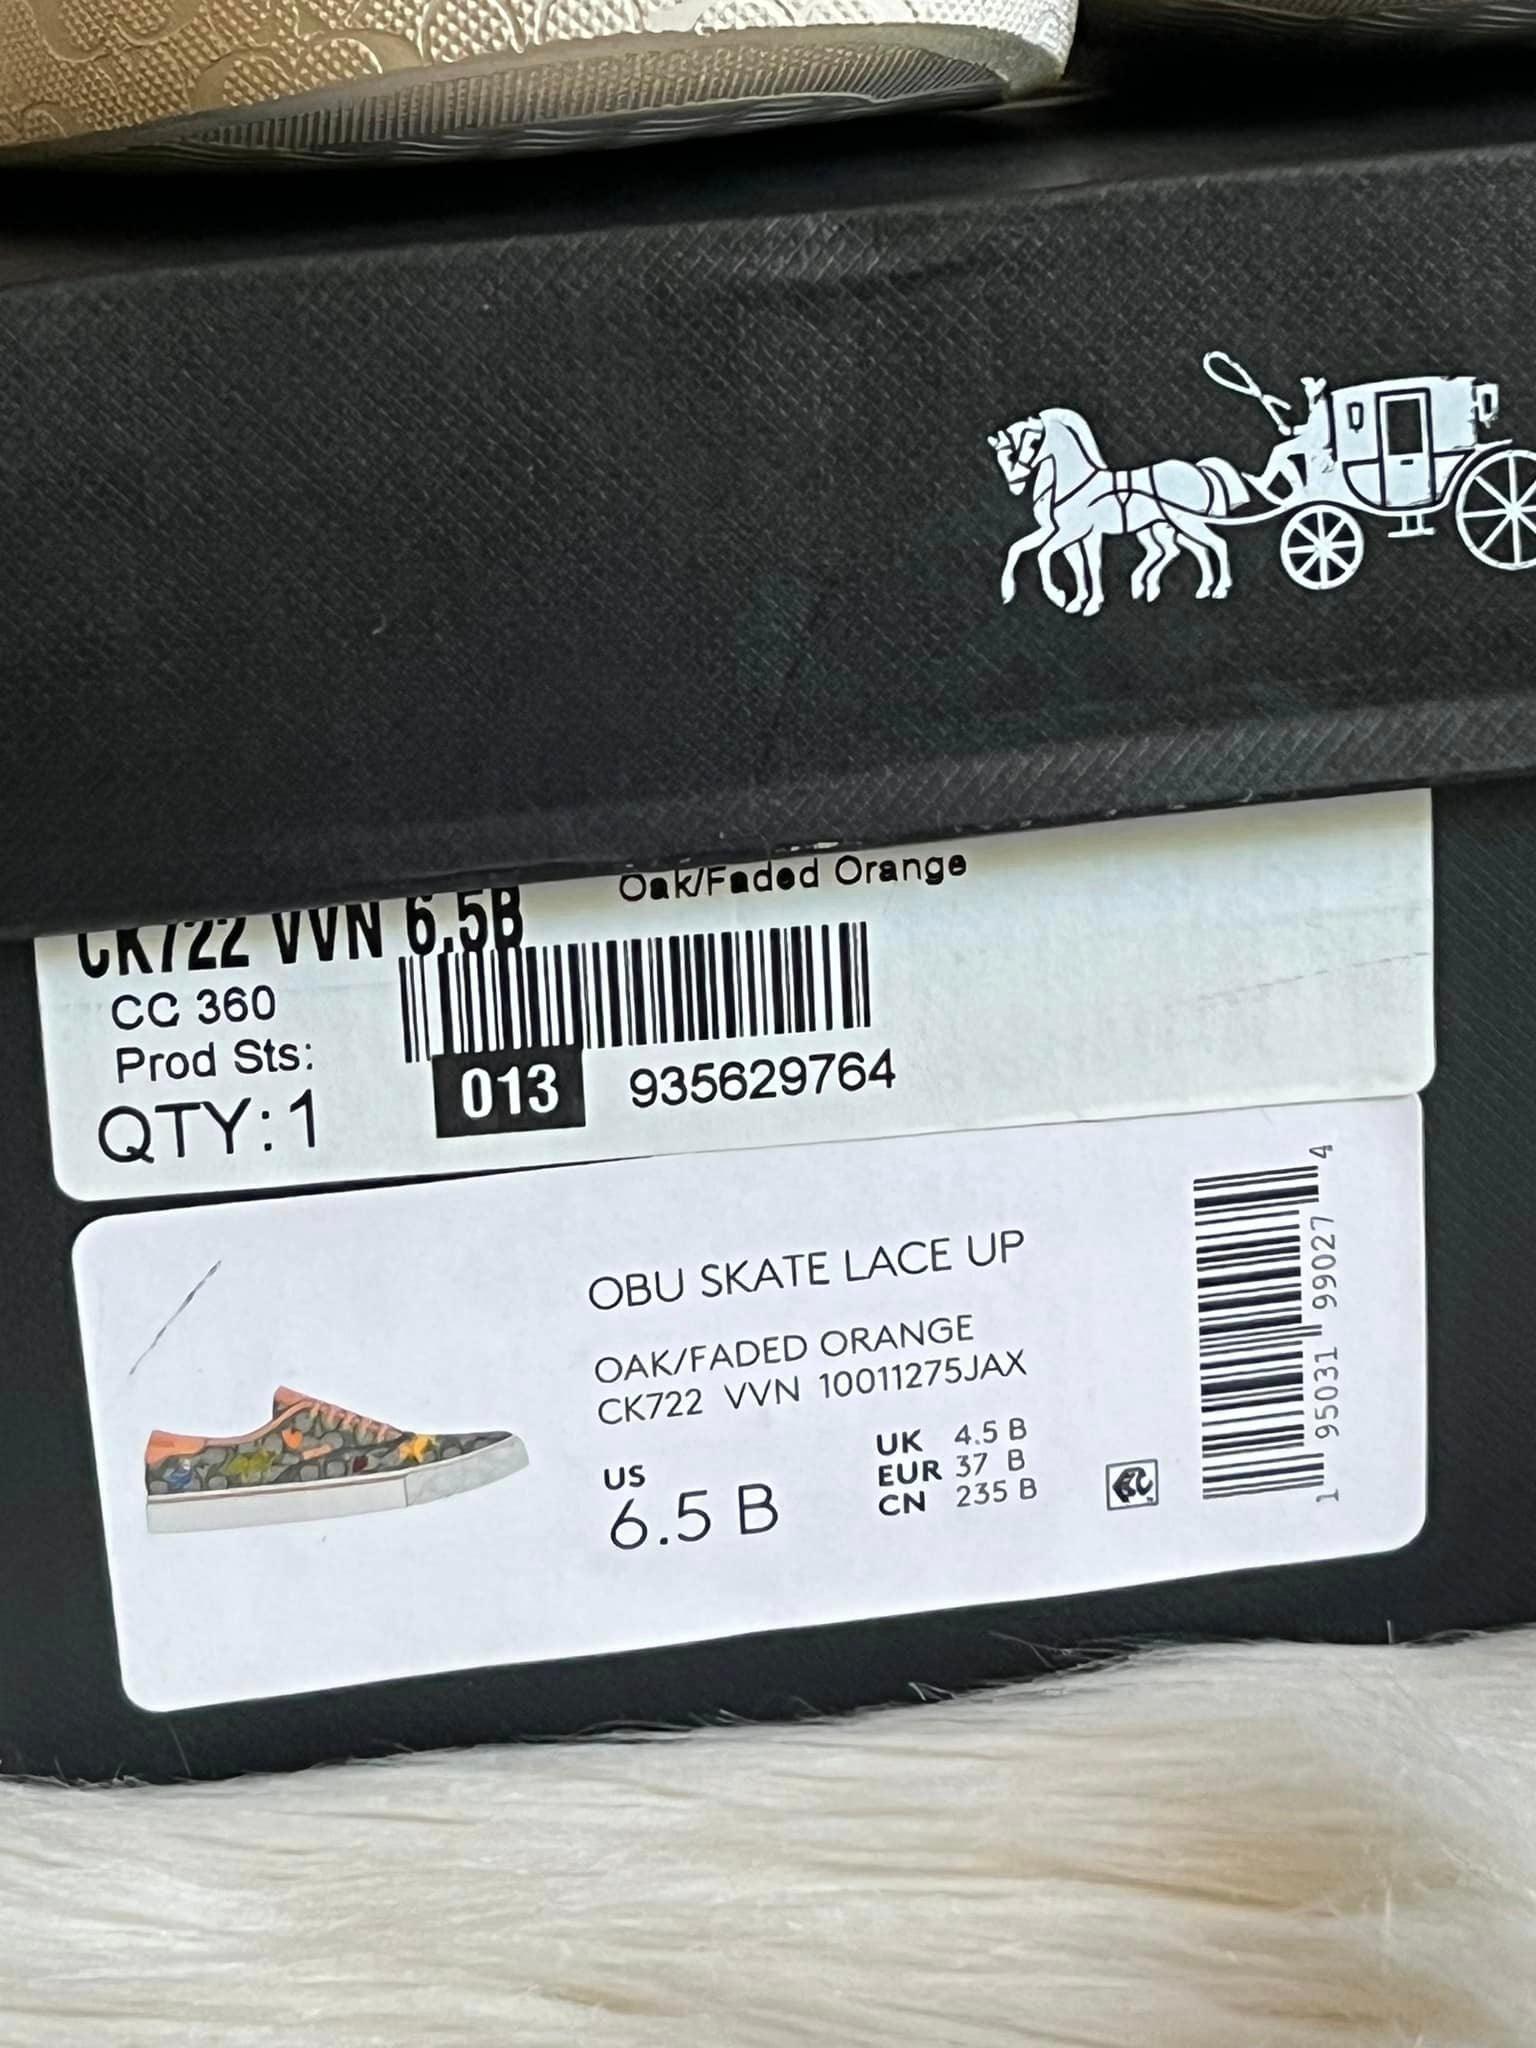 CK722 VVN 6.5B
Oak/Faded Orange
CC 360
Prod Sts:
QTY: 1
013
935629764
OBU SKATE LACE UP
OAK/FADED ORANGE
CK722 VVN 10011275JAX
US
6.5 B
UK 4.5 B
EUR 37 B
CN 235 B
1 95031 99027 4